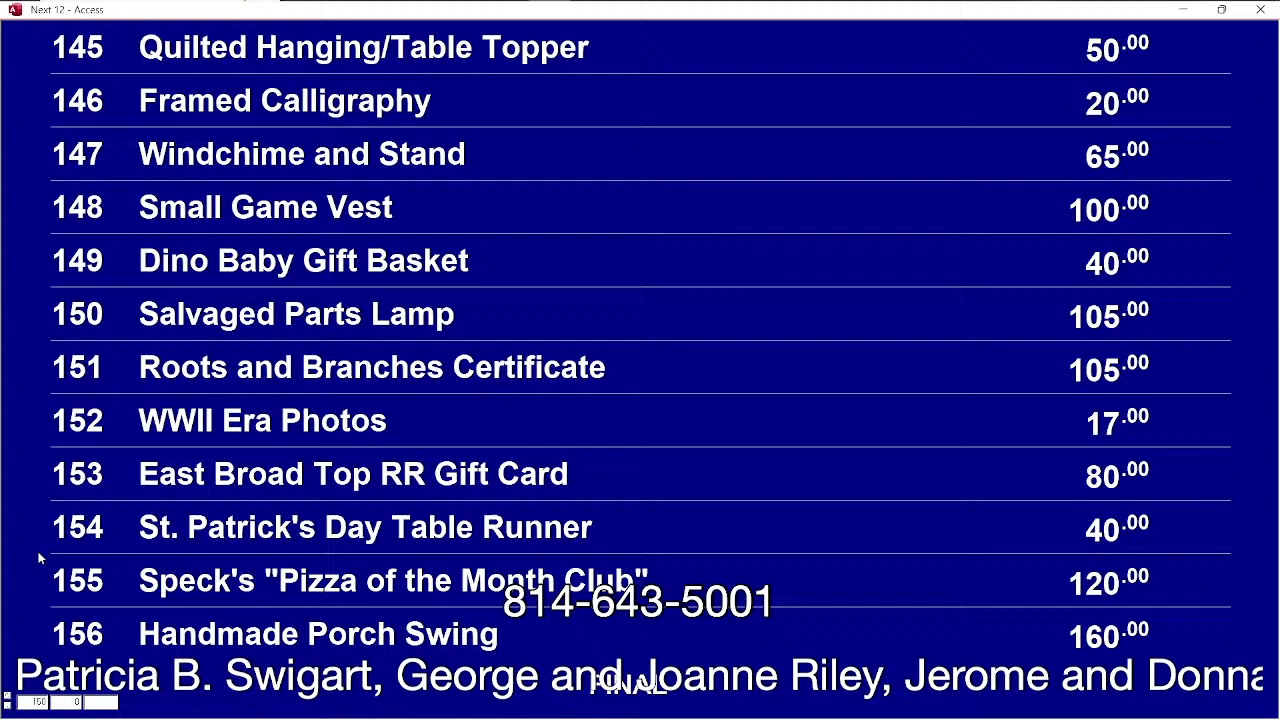 Next 12 - Access
145 Quilted Hanging/Table Topper 50.00
146 Framed Calligraphy 20.00
147 Windchime and Stand 65.00
148 Small Game Vest 100.00
149 Dino Baby Gift Basket 40.00
150 Salvaged Parts Lamp 105.00
151 Roots and Branches Certificate 105.00
152 WWII Era Photos 17.00
153 East Broad Top RR Gift Card 80.00
154 St. Patrick's Day Table Runner 40.00
155 Speck's "Pizza of the Month Club" 120.00
814-643-5001
156 Handmade Porch Swing 160.00
Patricia B. Swigart, George and Joanne Riley, Jerome and Donna
FINAL
150 0